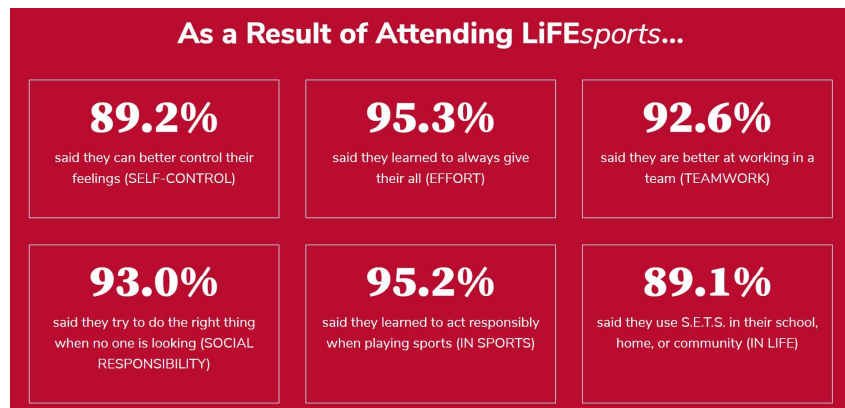 As a Result of Attending LiFEsports...
89.2%
said they can better control their
feelings (SELF-CONTROL)
95.3%
said they learned to always give
their all (EFFORT)
92.6%
said they are better at working in a
team (TEAMWORK)
93.0%
said they try to do the right thing
when no one is looking (SOCIAL
RESPONSIBILITY)
95.2%
said they learned to act responsibly
when playing sports (IN SPORTS)
89.1%
said they use S.E.T.S. in their school,
home, or community (IN LIFE)